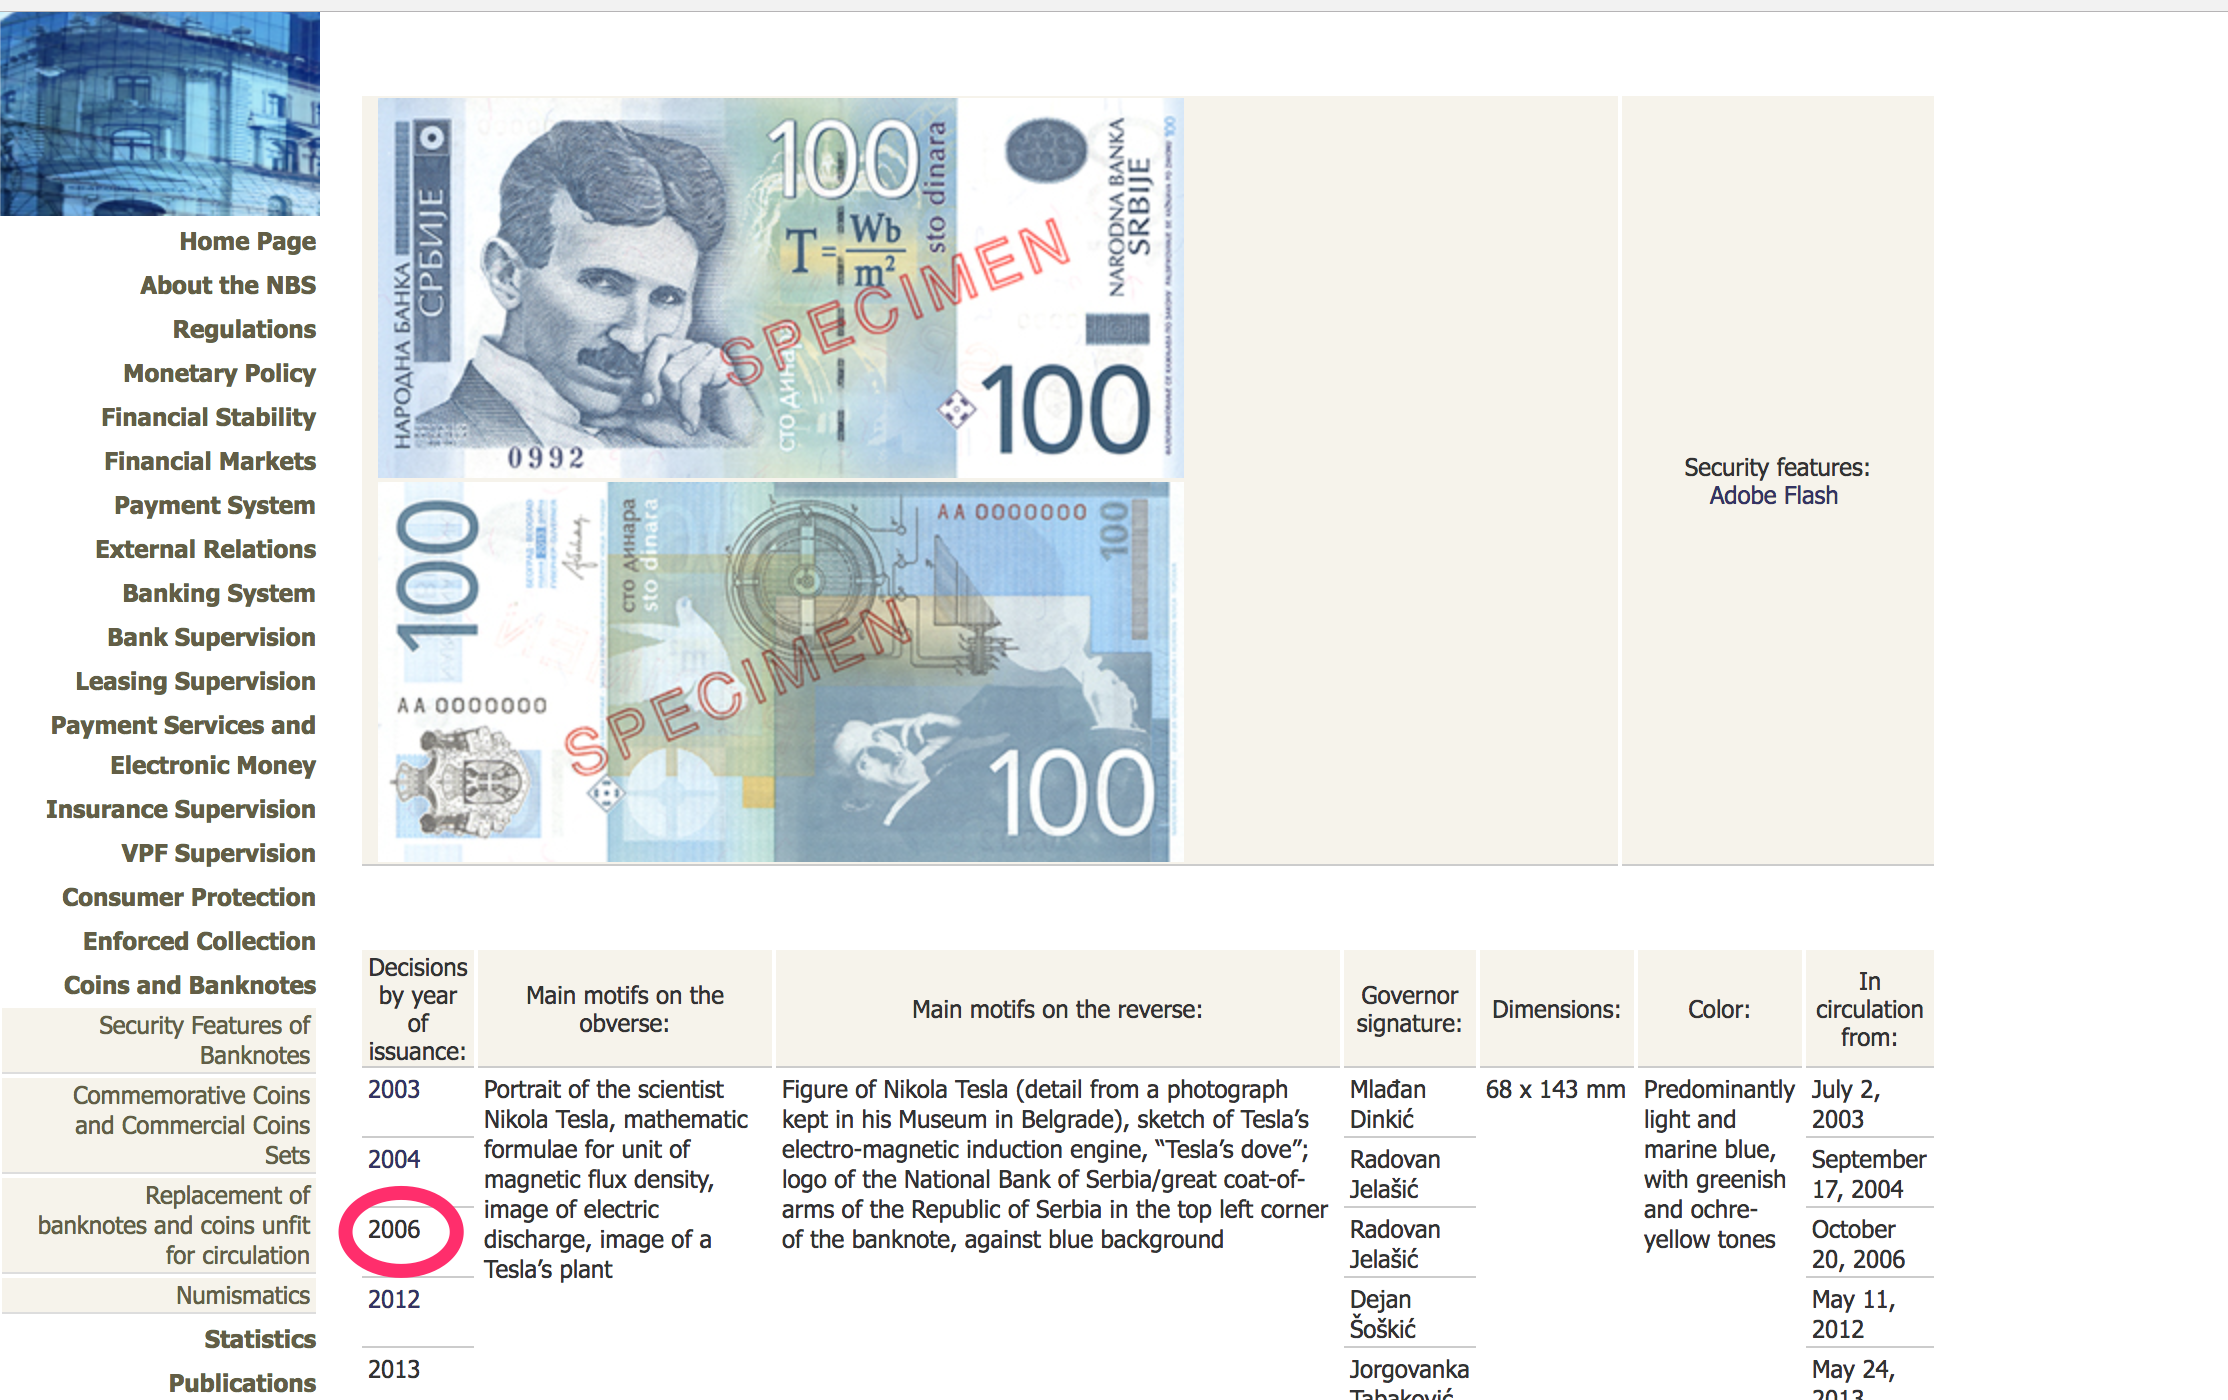 Home Page
About the NBS
Regulations
Monetary Policy
Financial Stability
Financial Markets
Payment System
External Relations
Banking System
Bank Supervision
Leasing Supervision
Payment Services and
Electronic Money
Insurance Supervision
VPF Supervision
Consumer Protection
Enforced Collection
Coins and Banknotes
Security Features of
Banknotes
Commemorative Coins
and Commercial Coins
Sets
Replacement of
banknotes and coins unfit
for circulation
Numismatics
Statistics
Publications
НАРОДНА БАНКА
СРБИЈЕ
100
sto dinara
T = Wb
m²
сто динара
SPECIMEN
NARODNA BANKA
SRBIJE
100
0992
100
сто динара
sto dinara
AA 0000000
100
SPECIMEN
AA 0000000
100
Security features:
Adobe Flash
Decisions
by year
of
issuance:
Main motifs on the
obverse:
Main motifs on the reverse:
Governor
signature:
Dimensions:
Color:
In
circulation
from:
2003
2004
2006
2012
2013
Portrait of the scientist
Nikola Tesla, mathematic
formulae for unit of
magnetic flux density,
image of electric
discharge, image of a
Tesla’s plant
Figure of Nikola Tesla (detail from a photograph
kept in his Museum in Belgrade), sketch of Tesla’s
electro-magnetic induction engine, “Tesla’s dove”;
logo of the National Bank of Serbia/great coat-of-
arms of the Republic of Serbia in the top left corner
of the banknote, against blue background
Mlađan
Dinkić
Radovan
Jelašić
Radovan
Jelašić
Dejan
Šoškić
Jorgovanka
Tabaković
68 x 143 mm
Predominantly
light and
marine blue,
with greenish
and ochre-
yellow tones
July 2,
2003
September
17, 2004
October
20, 2006
May 11,
2012
May 24,
2013